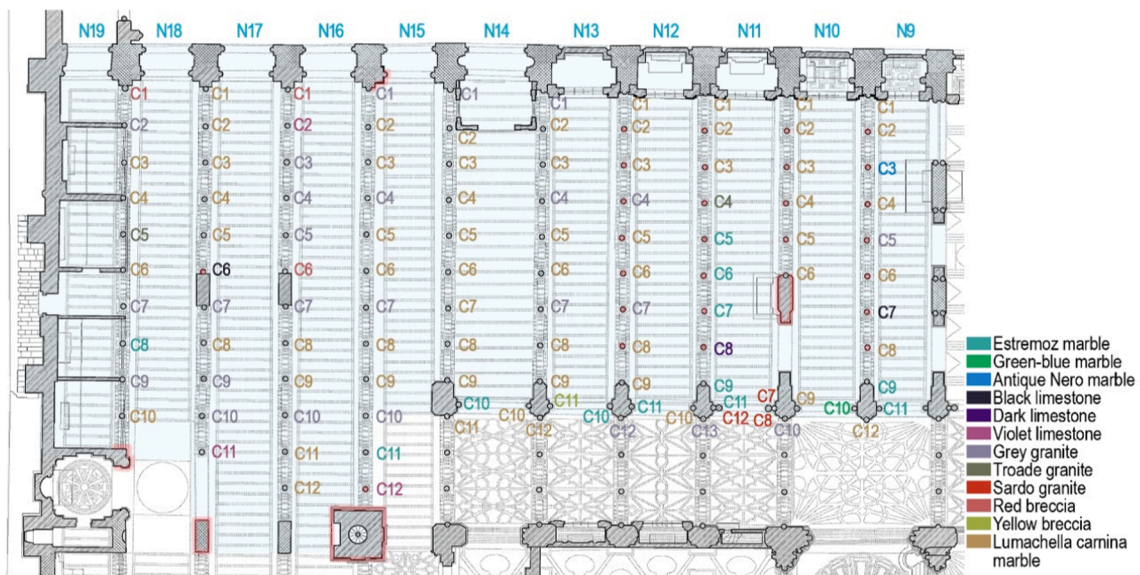 N19 N18 N17 N16 N15 N14 N13 N12 N11 N10 N9
C1 C1 C1 C1 C1 C1 C1 C1 C1 C1
C2 C2 C2 C2 C2 C2 C2 C2 C2 C2
C3 C3 C3 C3 C3 C3 C3 C3 C3 C3
C4 C4 C4 C4 C4 C4 C4 C4 C4 C4
C5 C5 C5 C5 C5 C5 C5 C5 C5 C5
C6 C6 C6 C6 C6 C6 C6 C6 C6 C6
C7 C7 C7 C7 C7 C7 C7 C7 C7
C8 C8 C8 C8 C8 C8 C8 C8 C8
C9 C9 C9 C9 C9 C9 C9 C9 C7 C9 C9
C10 C11 C11 C11 C10 C11
C10 C10 C10 C10 C10 C10 C10 C12 C8
C11 C12 C12 C13 C10 C12
C11 C11 C11
C12 C12
Estremoz marble
Green-blue marble
Antique Nero marble
Black limestone
Dark limestone
Violet limestone
Grey granite
Troade granite
Sardo granite
Red breccia
Yellow breccia
Lumachella carnina
marble